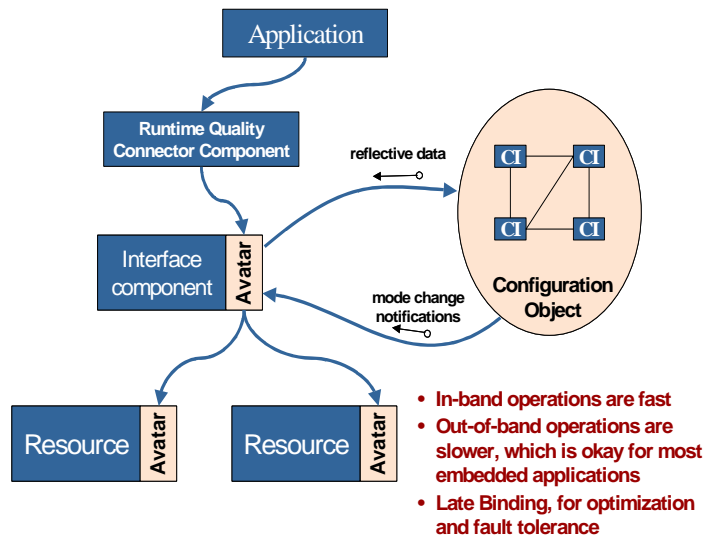 Application
Runtime Quality
Connector Component
reflective data
CI CI
CI CI
Interface
component
Avatar
Configuration
Object
mode change
notifications
Resource
Avatar
Resource
Avatar
• In-band operations are fast
• Out-of-band operations are
slower, which is okay for most
embedded applications
• Late Binding, for optimization
and fault tolerance